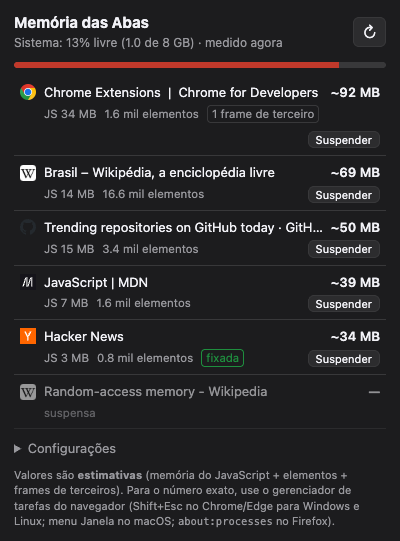 Memória das Abas
Sistema: 13% livre (1.0 de 8 GB) · medido agora
Chrome Extensions | Chrome for Developers ~92 MB
JS 34 MB 1.6 mil elementos 1 frame de terceiro
Suspender
Brasil – Wikipédia, a enciclopédia livre ~69 MB
JS 14 MB 16.6 mil elementos Suspender
Trending repositories on GitHub today · GitH... ~50 MB
JS 15 MB 3.4 mil elementos Suspender
JavaScript | MDN ~39 MB
JS 7 MB 1.6 mil elementos Suspender
Hacker News ~34 MB
JS 3 MB 0.8 mil elementos fixada Suspender
Random-access memory - Wikipedia —
suspensa
Configurações
Valores são estimativas (memória do JavaScript + elementos +
frames de terceiros). Para o número exato, use o gerenciador de
tarefas do navegador (Shift+Esc no Chrome/Edge para Windows e
Linux; menu Janela no macOS; about:processes no Firefox).